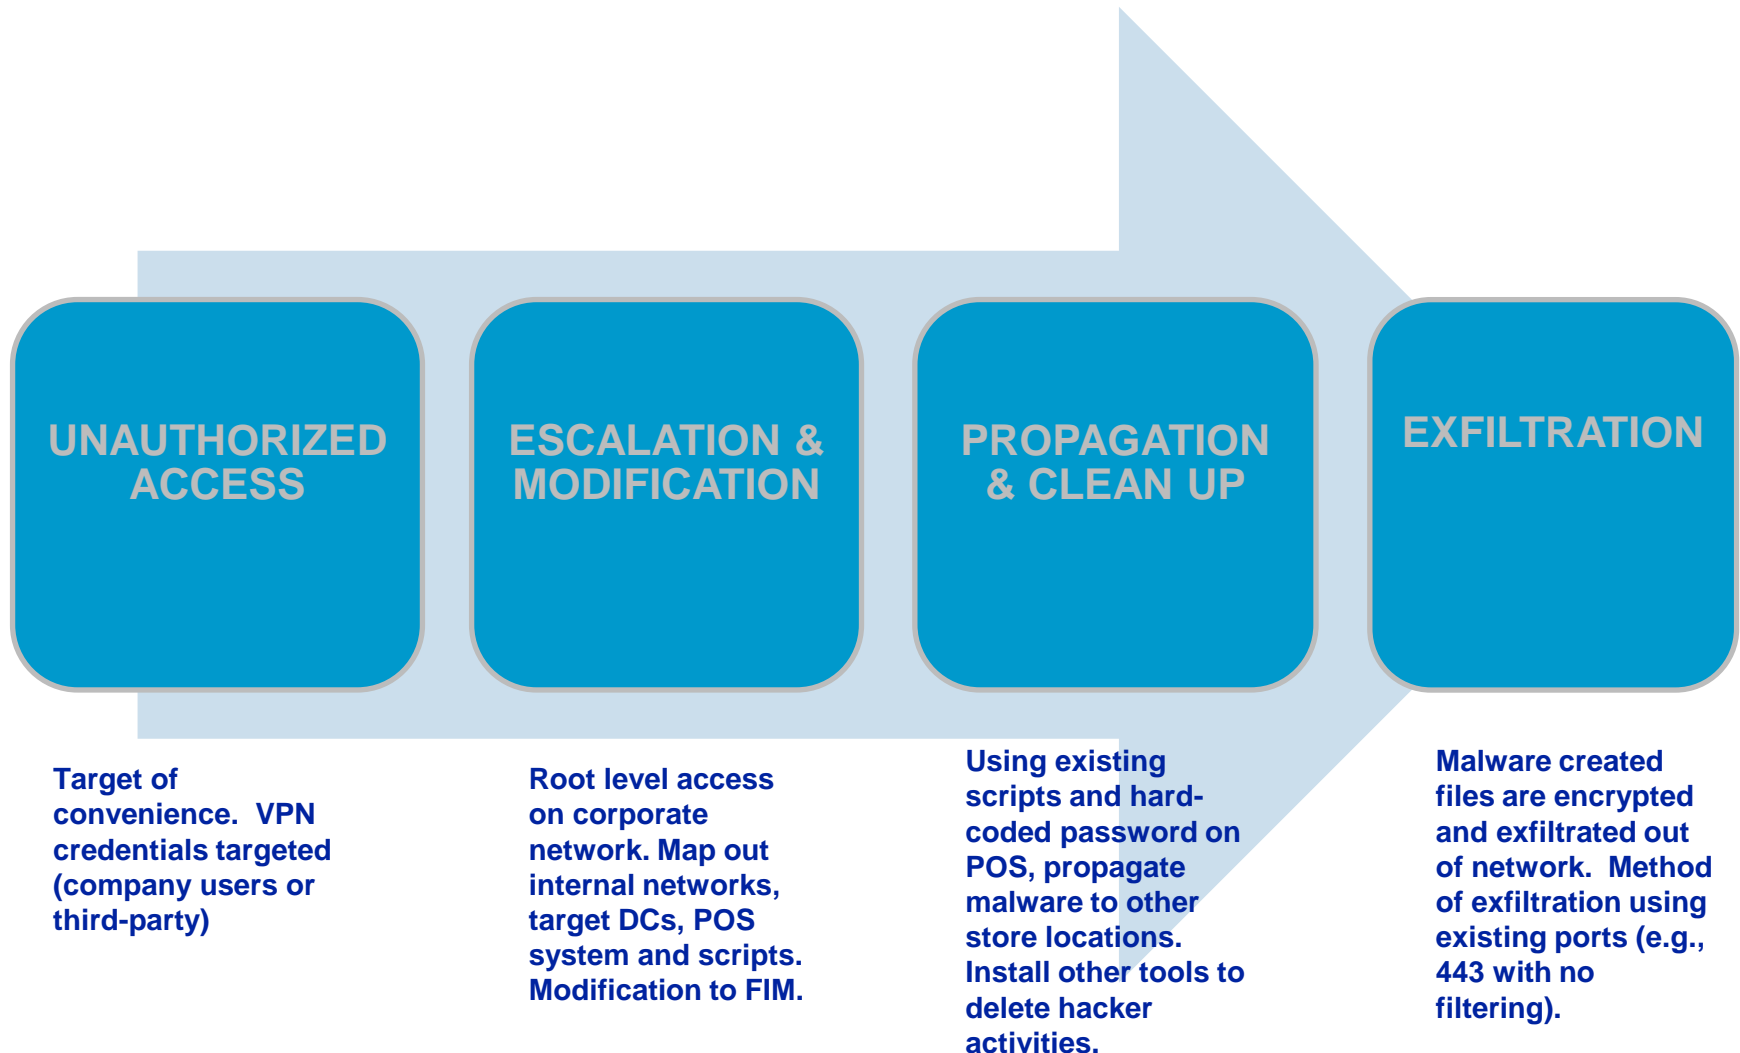 UNAUTHORIZED
ACCESS
ESCALATION &
MODIFICATION
PROPAGATION
& CLEAN UP
EXFILTRATION
Target of
convenience.  VPN
credentials targeted
(company users or
third-party)
Root level access
on corporate
network. Map out
internal networks,
target DCs, POS
system and scripts.
Modification to FIM.
Using existing
scripts and hard-
coded password on
POS, propagate
malware to other
store locations.
Install other tools to
delete hacker
activities.
Malware created
files are encrypted
and exfiltrated out
of network.  Method
of exfiltration using
existing ports (e.g.,
443 with no
filtering).